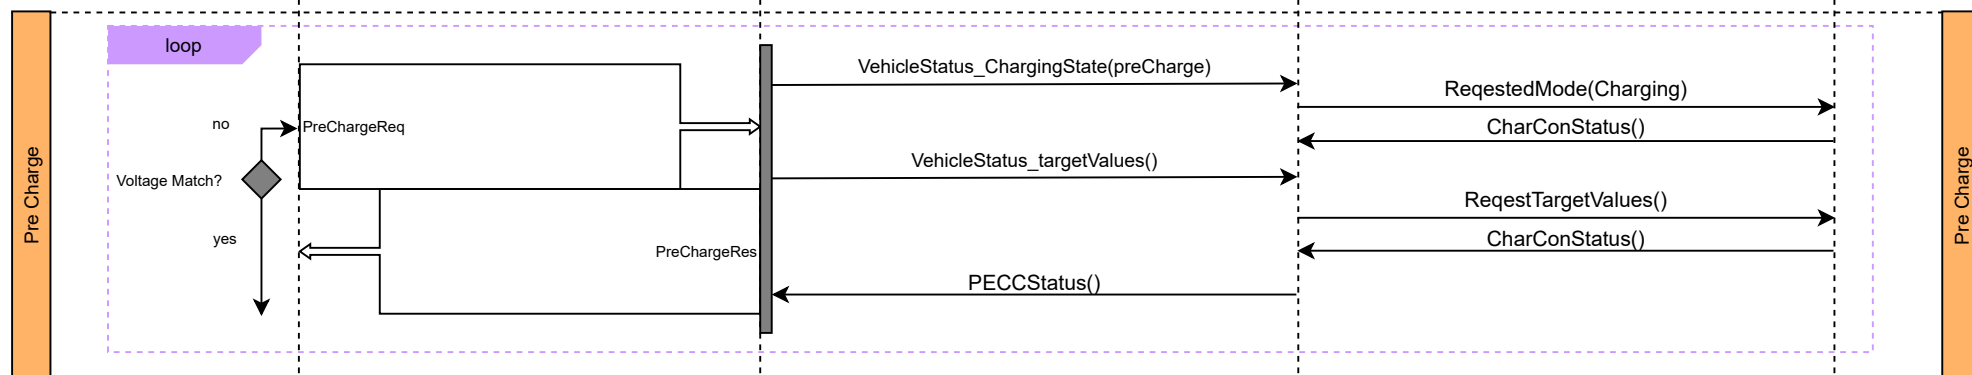 loop
VehicleStatus_ChargingState(preCharge)
ReqestedMode(Charging)
no
PreChargeReq
CharConStatus()
VehicleStatus_targetValues()
Voltage Match?
Pre Charge
Pre Charge
ReqestTargetValues()
yes
CharConStatus()
PreChargeRes
PECCStatus()